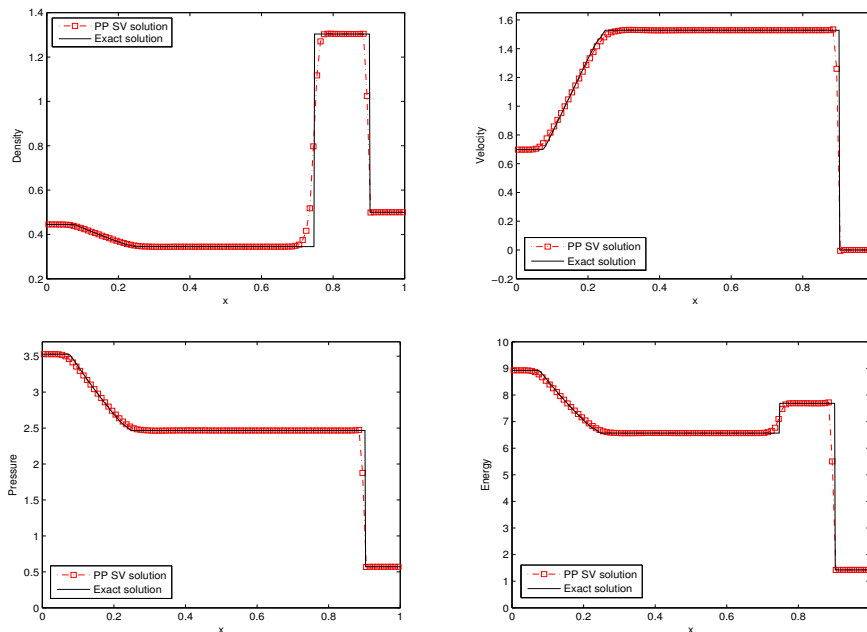 1.4
1.2
1
0.8
0.6
0.4
0.2
Density
PP SV solution
Exact solution
0 0.2 0.4 0.6 0.8 1
x
1.6
1.4
1.2
1
0.8
0.6
0.4
0.2
0
−0.2
Velocity
PP SV solution
Exact solution
0 0.2 0.4 0.6 0.8
x
3.5
3
2.5
2
1.5
1
0.5
0
Pressure
PP SV solution
Exact solution
0 0.2 0.4 0.6 0.8 1
x
10
9
8
7
6
5
4
3
2
1
0
Energy
PP SV solution
Exact solution
0 0.2 0.4 0.6 0.8
x